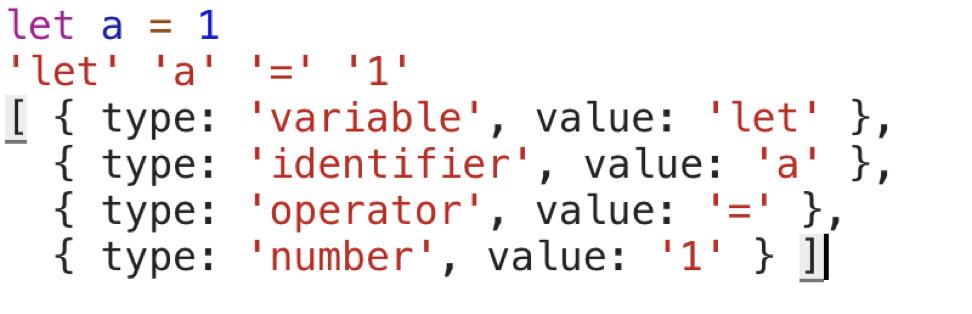 let a = 1
'let' 'a' '=' '1'
[ { type: 'variable', value: 'let' },
{ type: 'identifier', value: 'a' },
{ type: 'operator', value: '=' },
{ type: 'number', value: '1' } ]